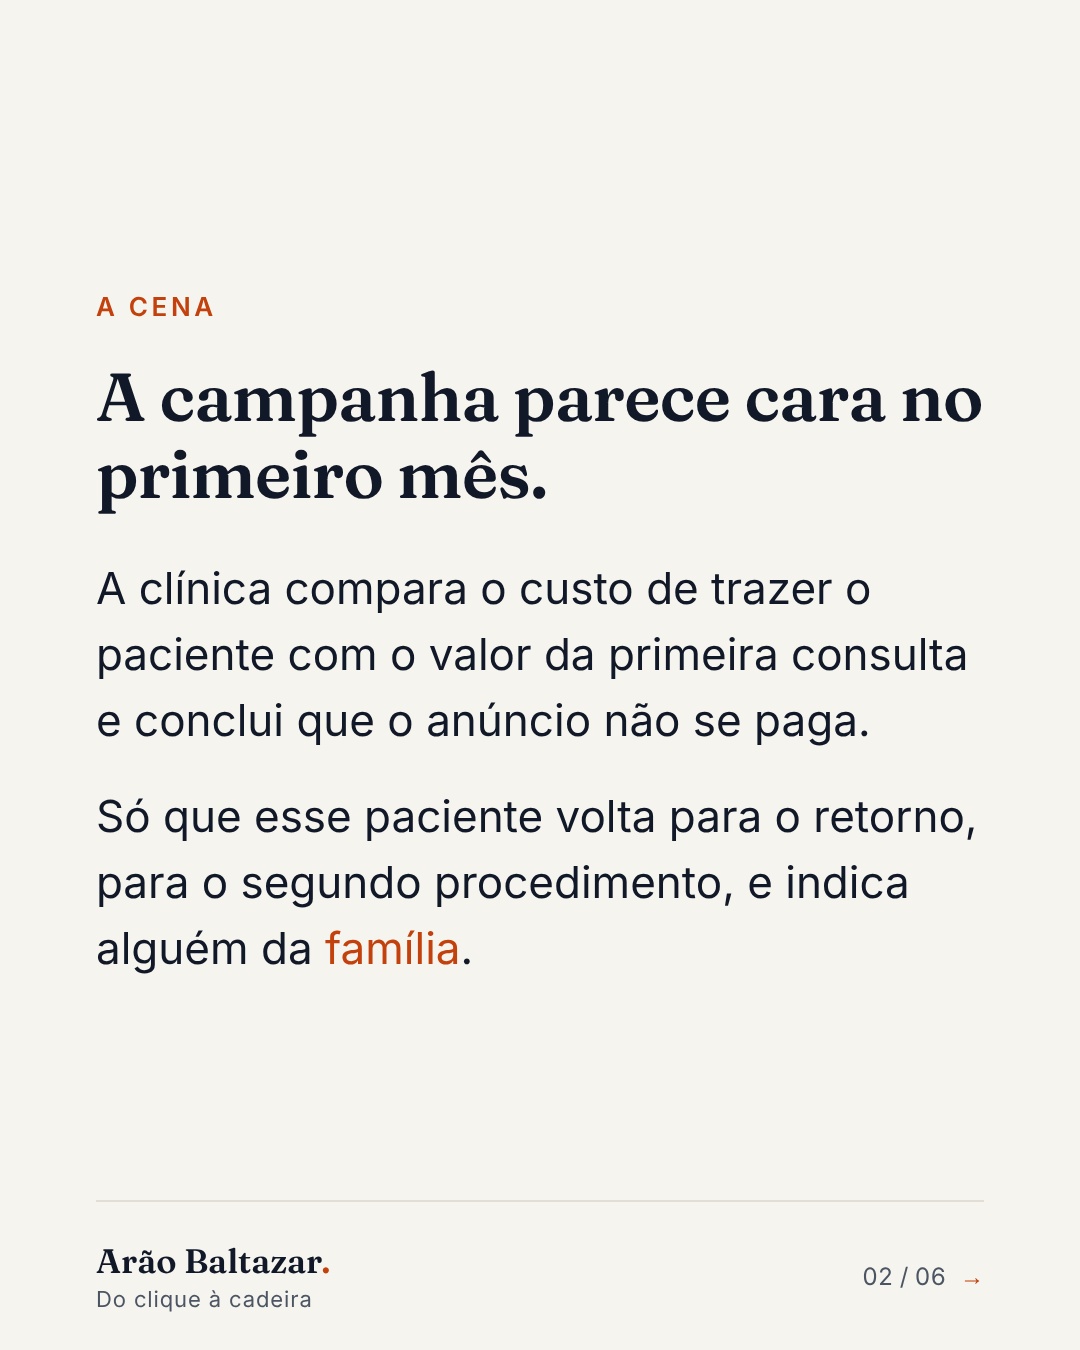 A CENA
A campanha parece cara no
primeiro mês.
A clínica compara o custo de trazer o
paciente com o valor da primeira consulta
e conclui que o anúncio não se paga.
Só que esse paciente volta para o retorno,
para o segundo procedimento, e indica
alguém da família.
Arão Baltazar.
Do clique à cadeira
02 / 06 →